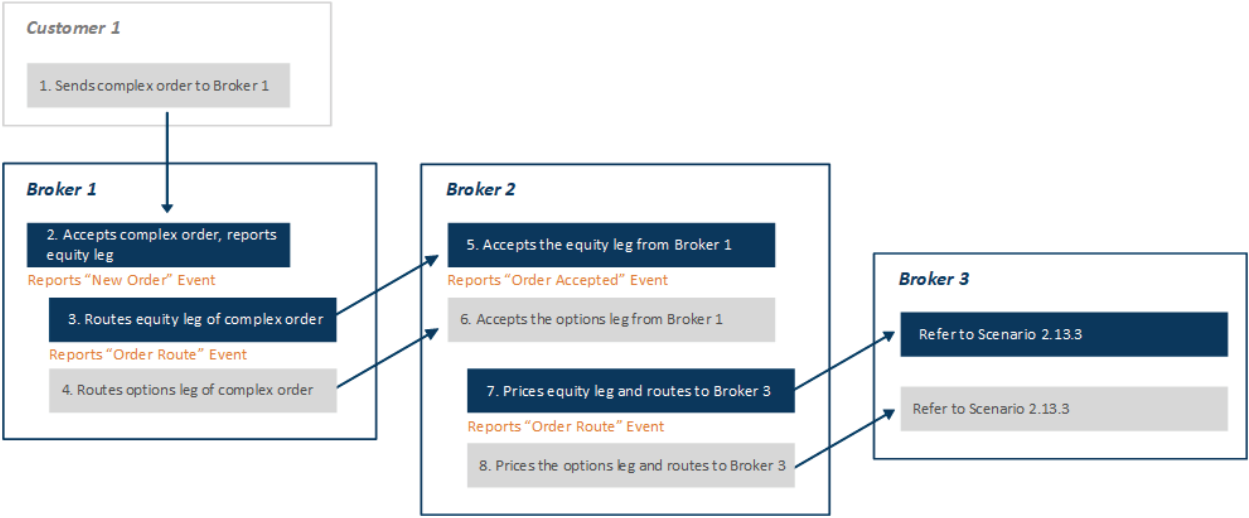 Customer 1
1. Sends complex order to Broker 1
Broker 1
2. Accepts complex order, reports
equity leg
Reports “New Order” Event
3. Routes equity leg of complex order
Reports “Order Route” Event
4. Routes options leg of complex order
Broker 2
5. Accepts the equity leg from Broker 1
Reports “Order Accepted” Event
6. Accepts the options leg from Broker 1
7. Prices equity leg and routes to Broker 3
Reports “Order Route” Event
8. Prices the options leg and routes to Broker 3
Broker 3
Refer to Scenario 2.13.3
Refer to Scenario 2.13.3